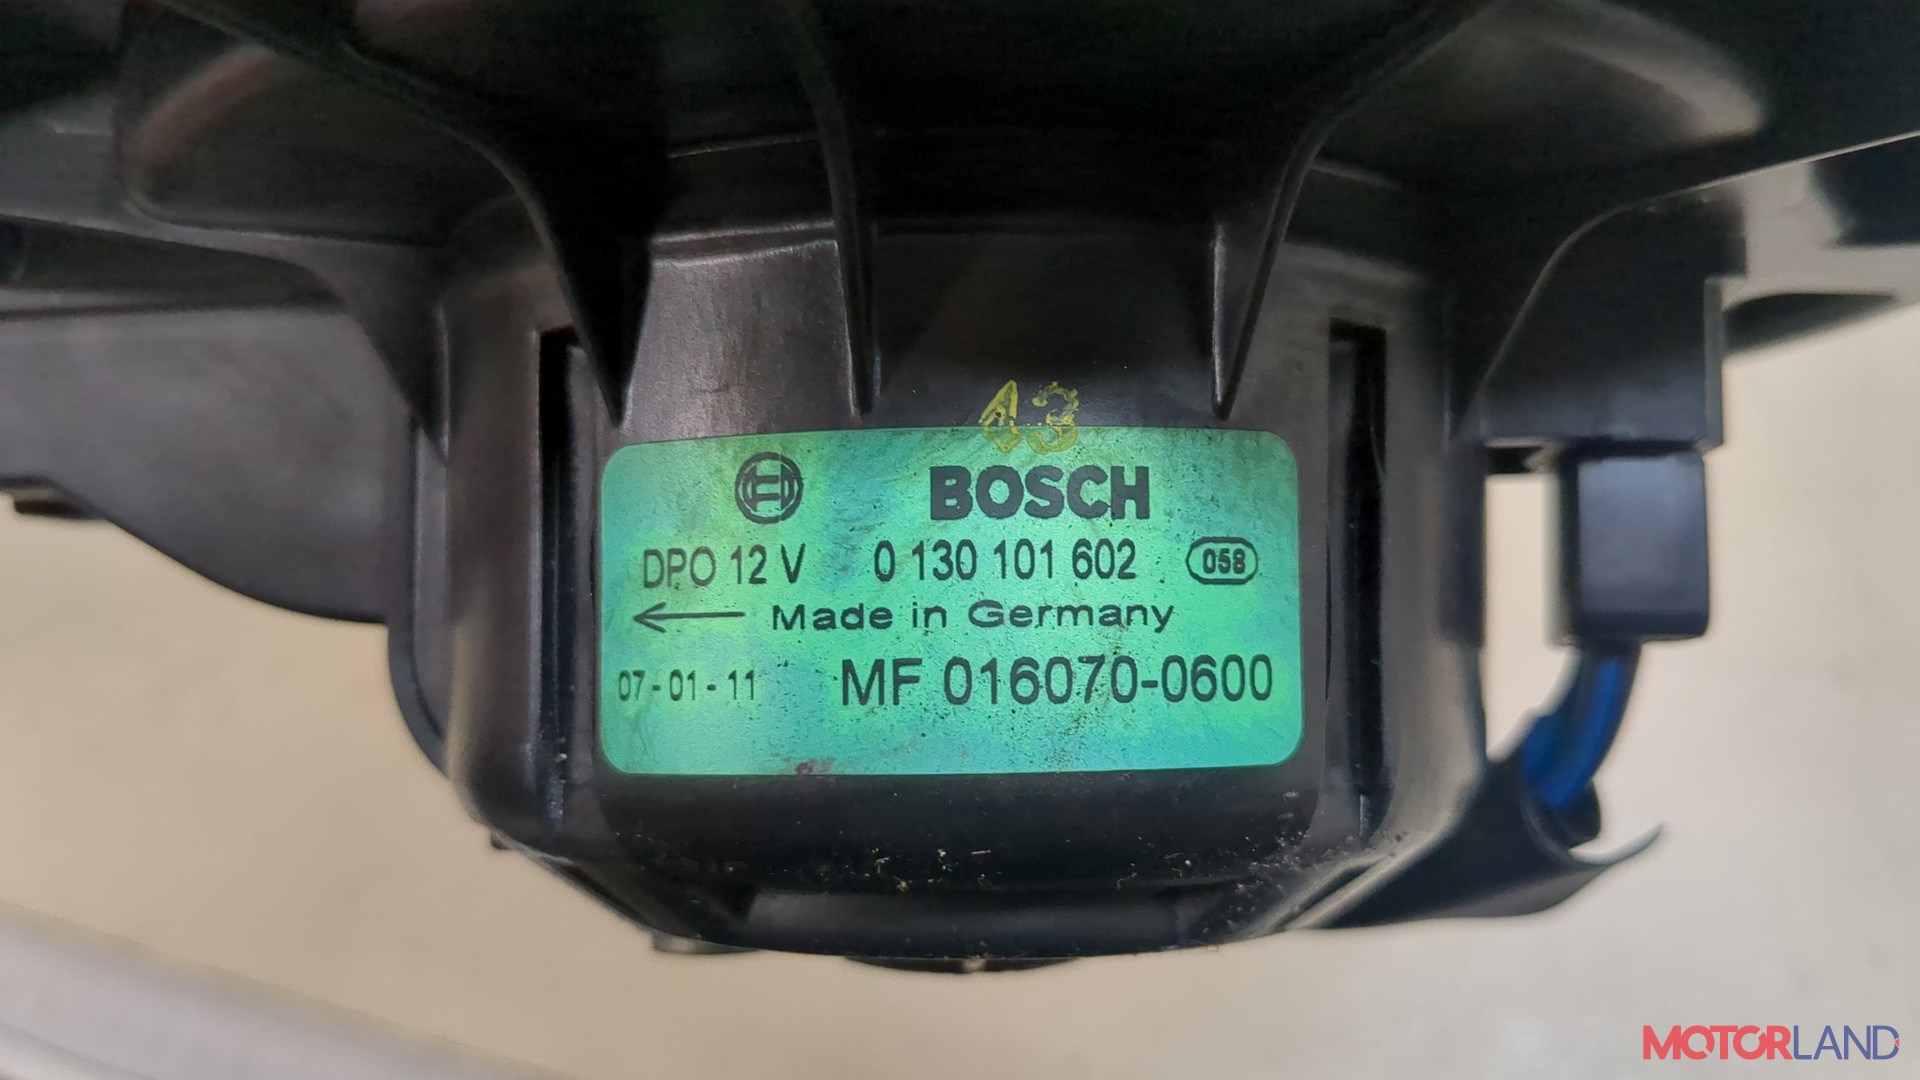 43
BOSCH
DPO 12 V 0 130 101 602 058
Made in Germany
07-01-11 MF 016070-0600
MOTORLAND